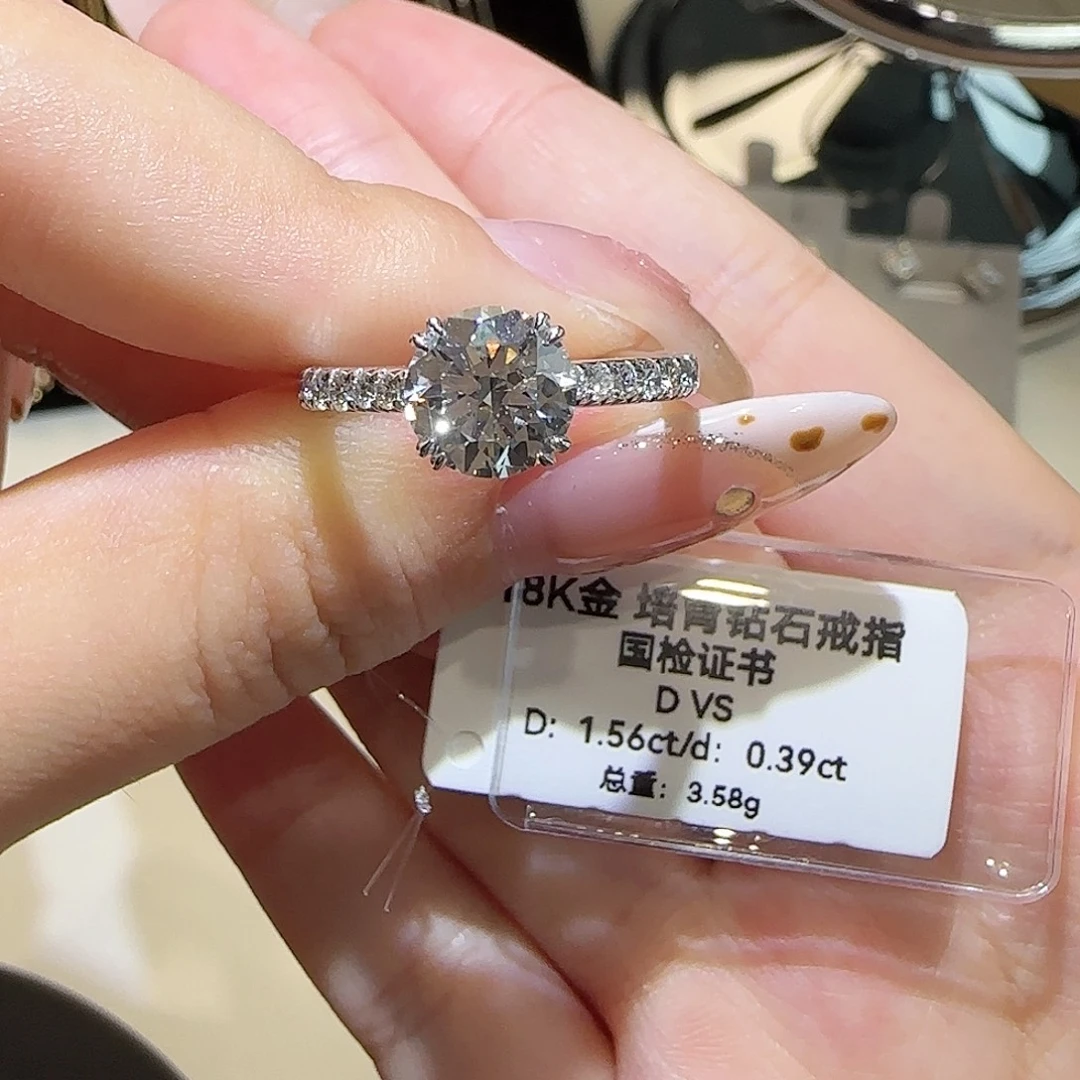 18K金 培育钻石戒指
国检证书
D VS
D: 1.56ct/d: 0.39ct
总重: 3.58g